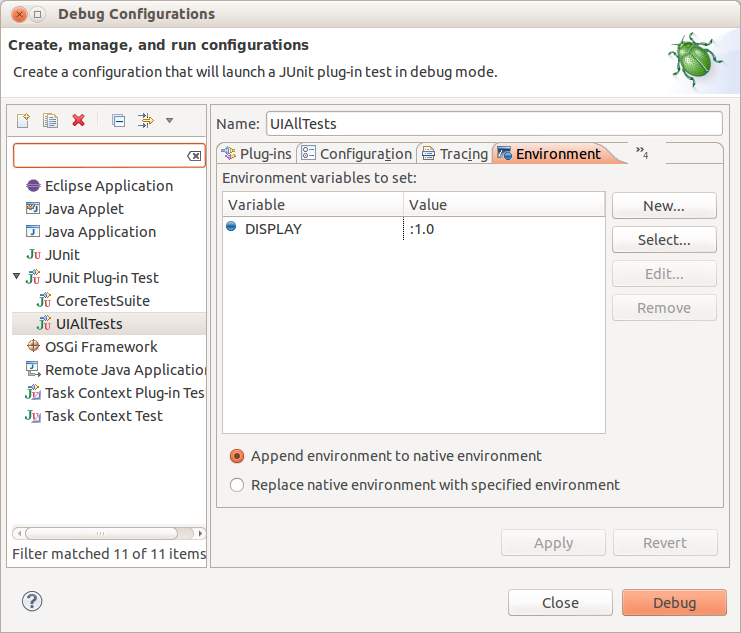 Debug Configurations
Create, manage, and run configurations
Create a configuration that will launch a JUnit plug-in test in debug mode.
Eclipse Application
Java Applet
Java Application
JUnit
JUnit Plug-in Test
CoreTestSuite
UIAllTests
OSGi Framework
Remote Java Application
Task Context Plug-in Tes
Task Context Test
Filter matched 11 of 11 items
Name: UIAllTests
Plug-ins Configuration Tracing Environment »4
Environment variables to set:
Variable Value
DISPLAY :1.0
New...
Select...
Edit...
Remove
Append environment to native environment
Replace native environment with specified environment
Apply Revert
? Close Debug